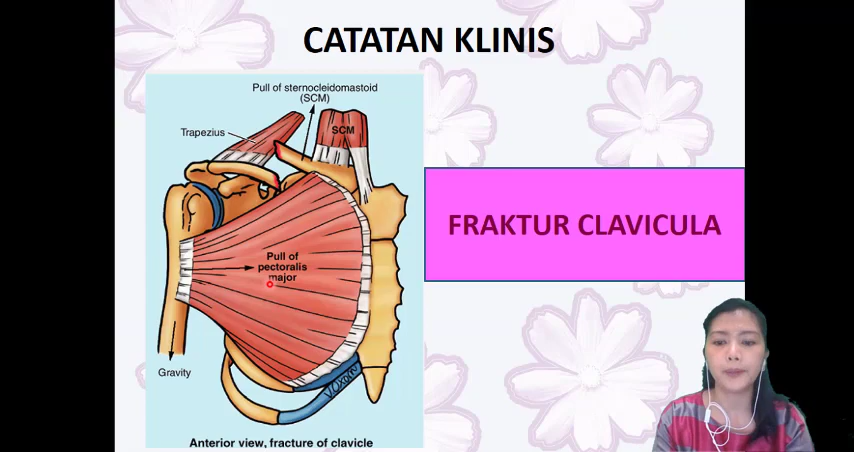 CATATAN KLINIS
Pull of sternocleidomastoid
(SCM)
SCM
Trapezius
Pull of
pectoralis
major
Gravity
Anterior view, fracture of clavicle
FRAKTUR CLAVICULA